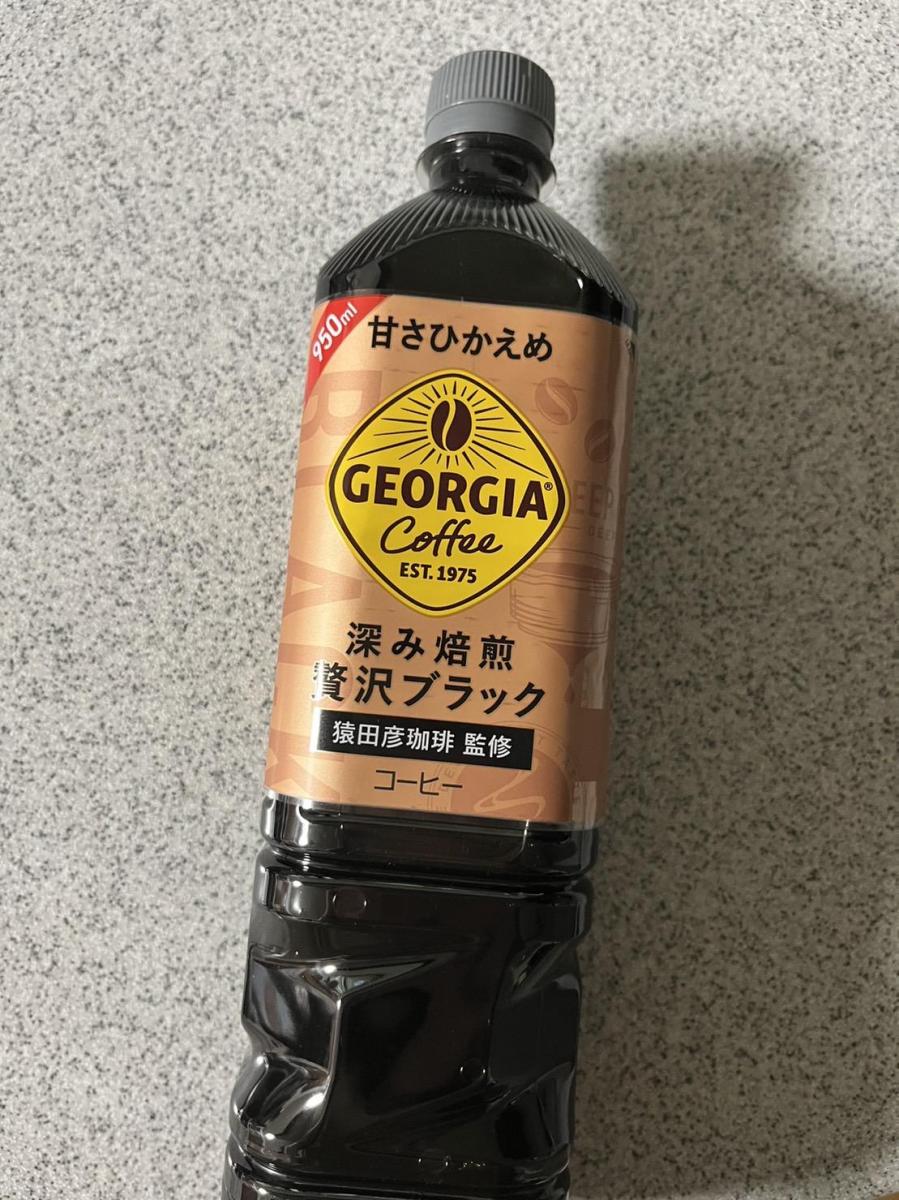 950ml
甘さひかえめ
GEORGIA®
Coffee
EST. 1975
深み焙煎
贅沢ブラック
猿田彦珈琲 監修
コーヒー
BLACK